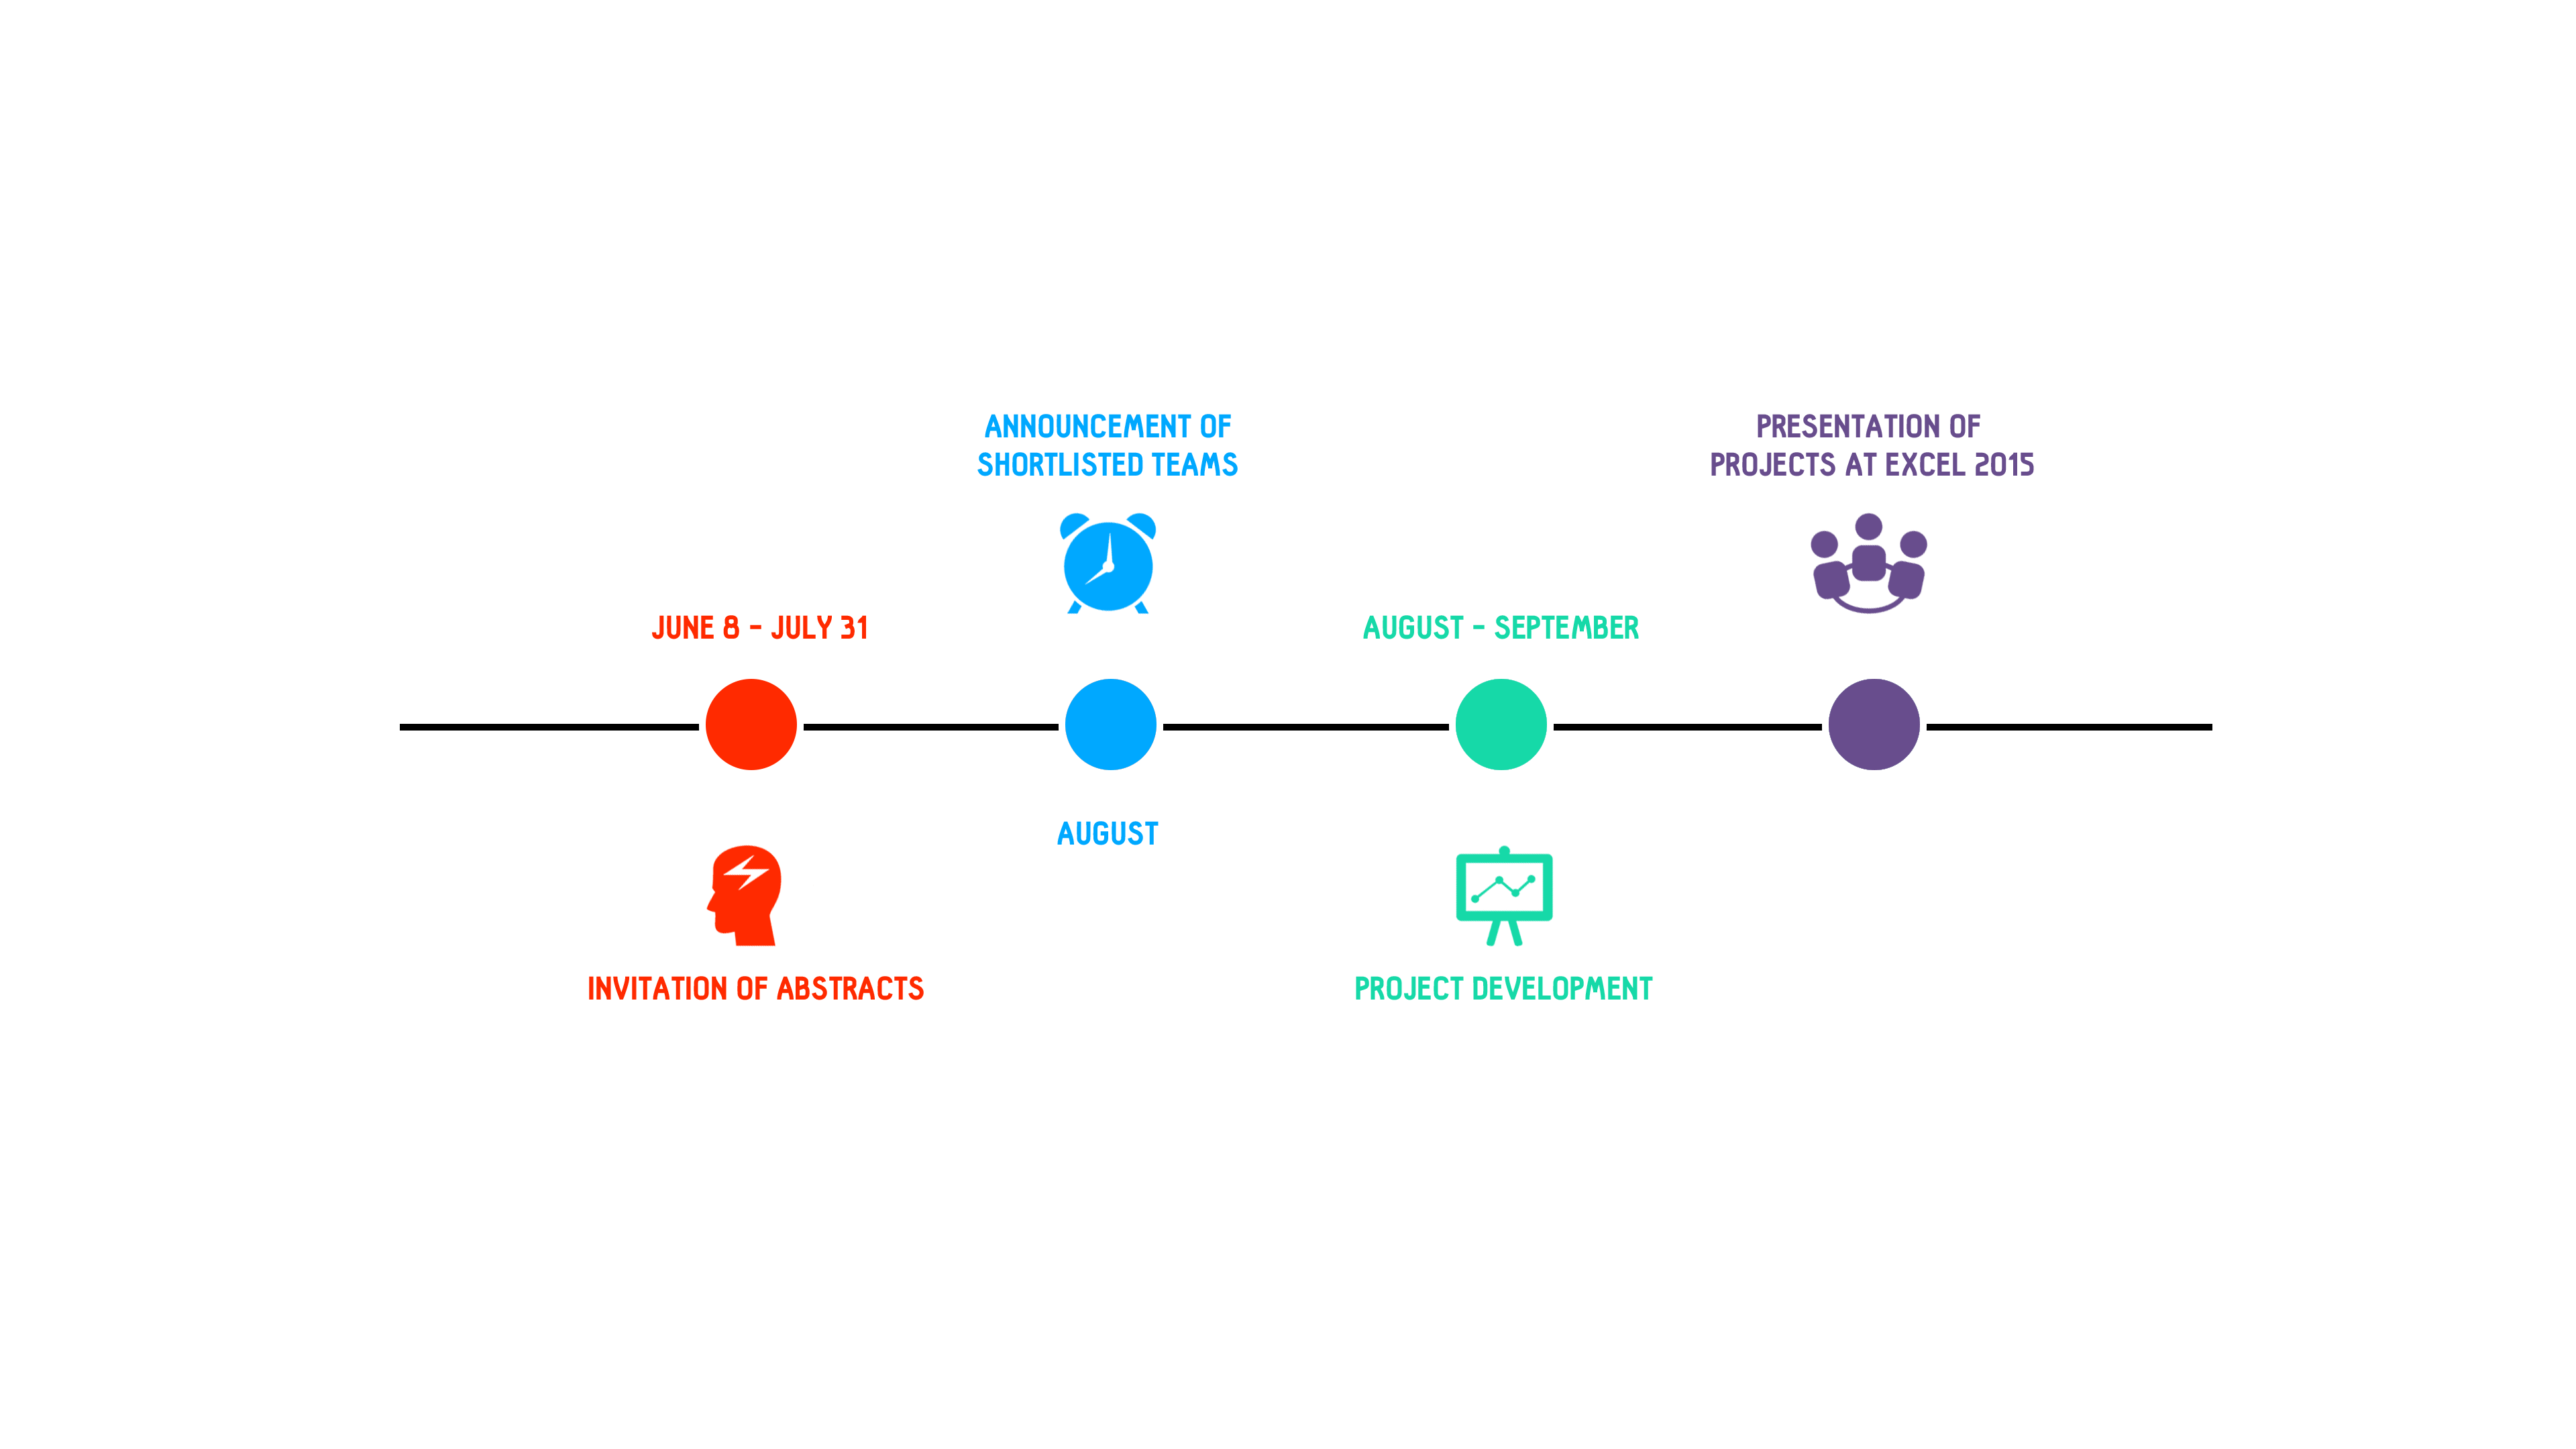 ANNOUNCEMENT OF
SHORTLISTED TEAMS
PRESENTATION OF
PROJECTS AT EXCEL 2015
JUNE 8 - JULY 31
AUGUST - SEPTEMBER
AUGUST
INVITATION OF ABSTRACTS
PROJECT DEVELOPMENT